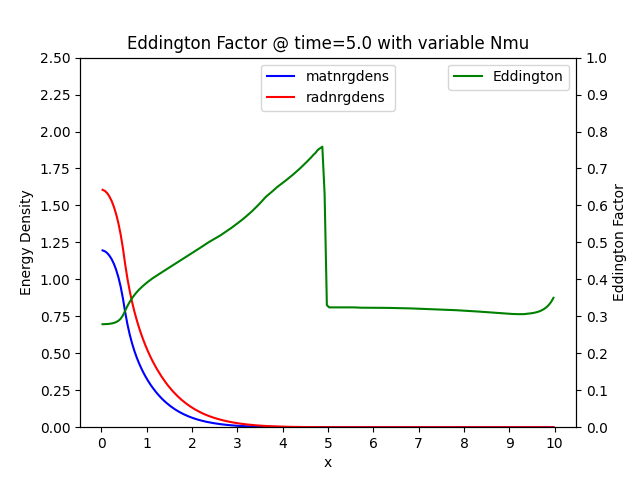 Eddington Factor @ time=5.0 with variable Nmu
matnrgdens
radnrgdens
Eddington
Energy Density
2.50
2.25
2.00
1.75
1.50
1.25
1.00
0.75
0.50
0.25
0.00
1.0
0.9
0.8
0.7
0.6
0.5
0.4
0.3
0.2
0.1
0.0
Eddington Factor
0 1 2 3 4 5 6 7 8 9 10
x